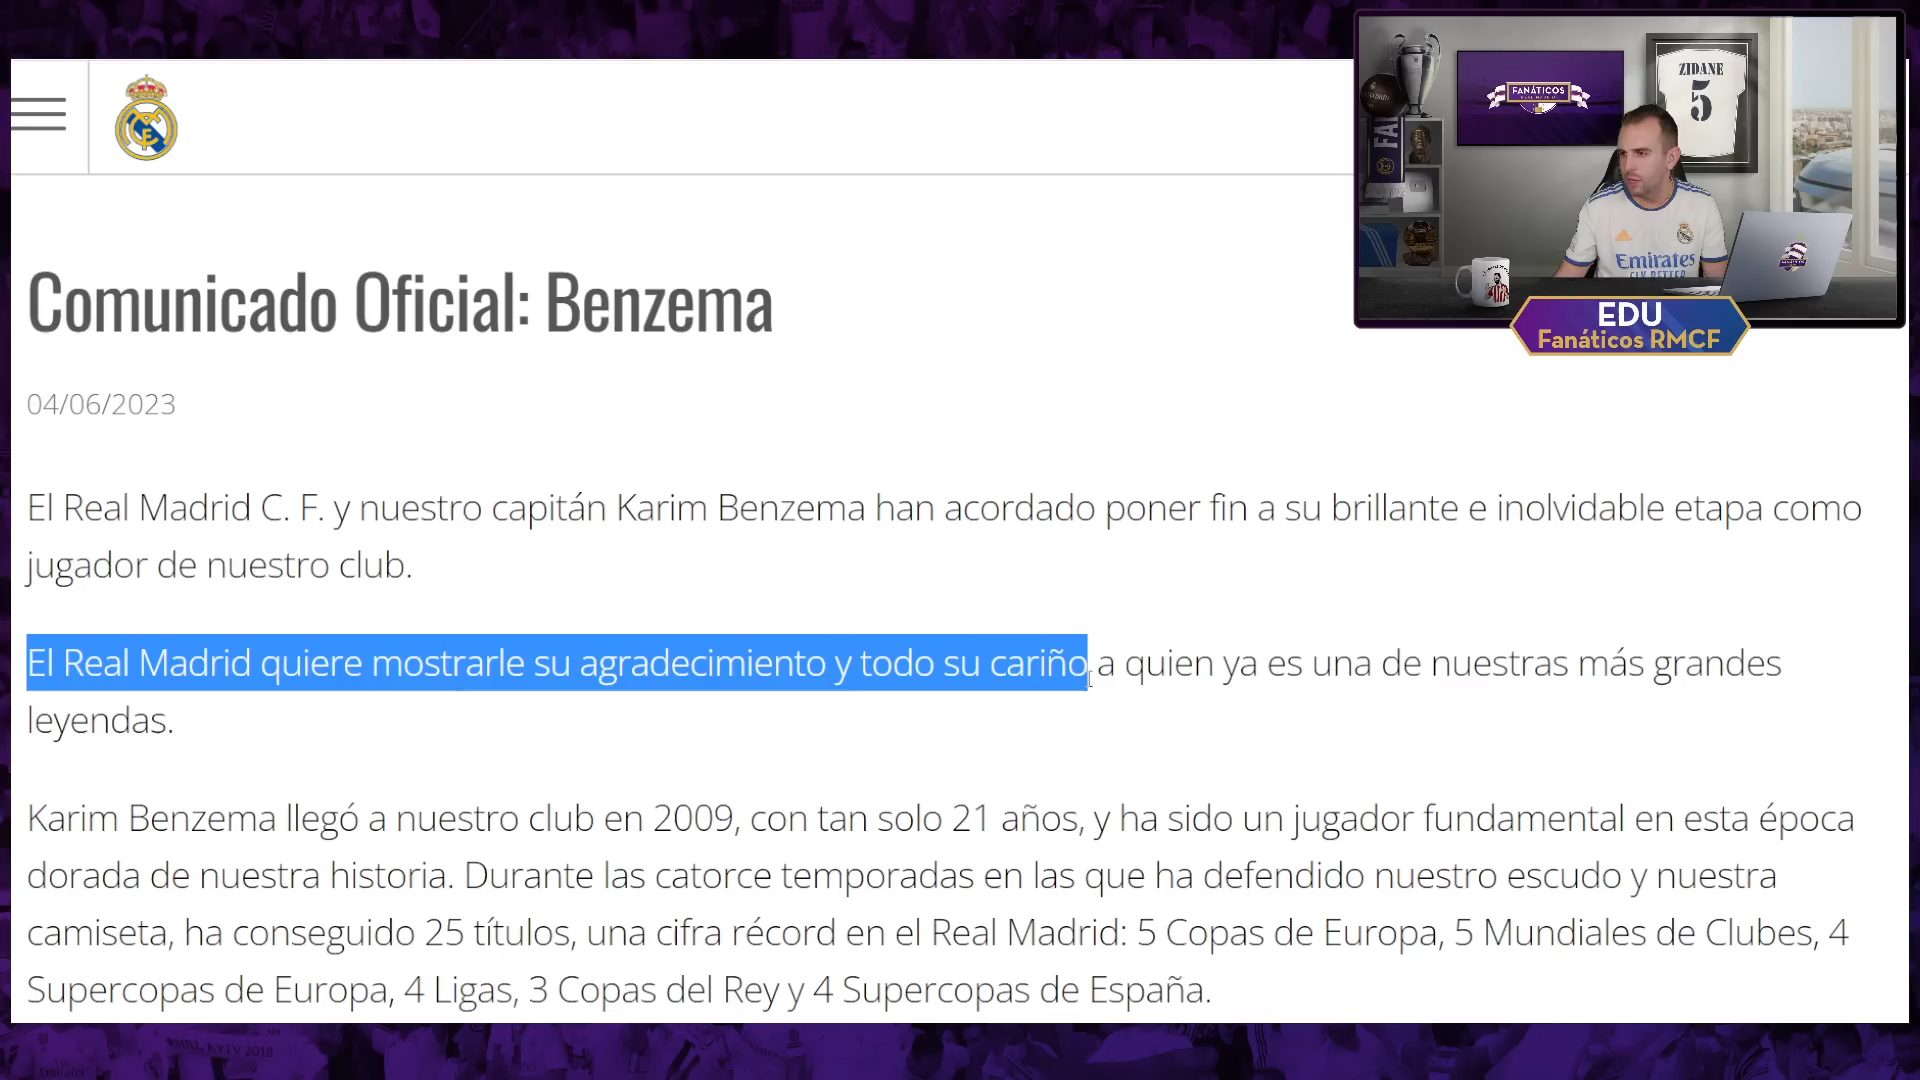 FANÁTICOS
ZIDANE
5
FA
Emirates
FLY BETTER
EDU
Fanáticos RMCF
Comunicado Oficial: Benzema
04/06/2023
El Real Madrid C. F. y nuestro capitán Karim Benzema han acordado poner fin a su brillante e inolvidable etapa como
jugador de nuestro club.
El Real Madrid quiere mostrarle su agradecimiento y todo su cariño a quien ya es una de nuestras más grandes
leyendas.
Karim Benzema llegó a nuestro club en 2009, con tan solo 21 años, y ha sido un jugador fundamental en esta época
dorada de nuestra historia. Durante las catorce temporadas en las que ha defendido nuestro escudo y nuestra
camiseta, ha conseguido 25 títulos, una cifra récord en el Real Madrid: 5 Copas de Europa, 5 Mundiales de Clubes, 4
Supercopas de Europa, 4 Ligas, 3 Copas del Rey y 4 Supercopas de España.
KYIV 2018